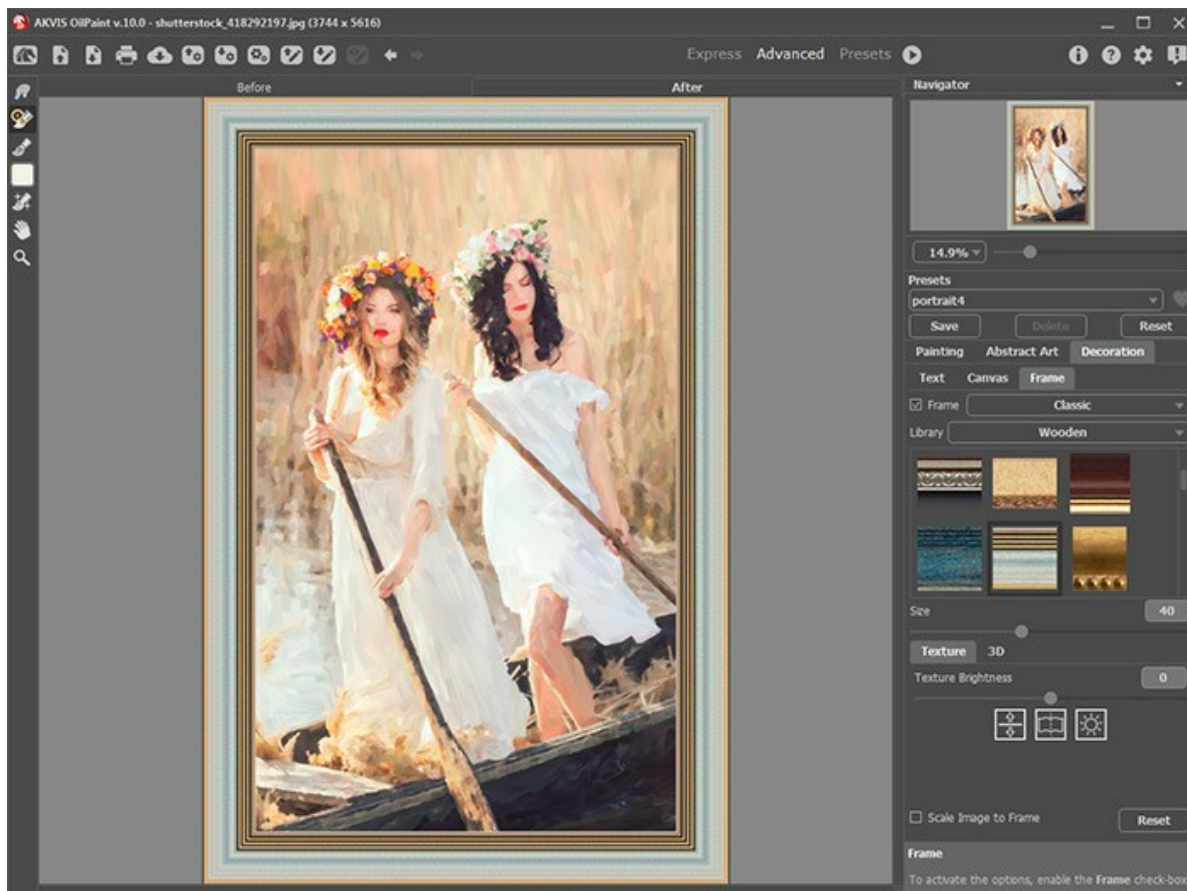 AKVIS OilPaint v.10.0 - shutterstock_418292197.jpg (3744 x 5616)
Express Advanced Presets
Before After
Navigator
14.9%
Presets
portrait4
Save Delete Reset
Painting Abstract Art Decoration
Text Canvas Frame
Frame Classic
Library Wooden
Size 40
Texture 3D
Texture Brightness 0
Scale Image to Frame Reset
Frame
To activate the options, enable the Frame check-box